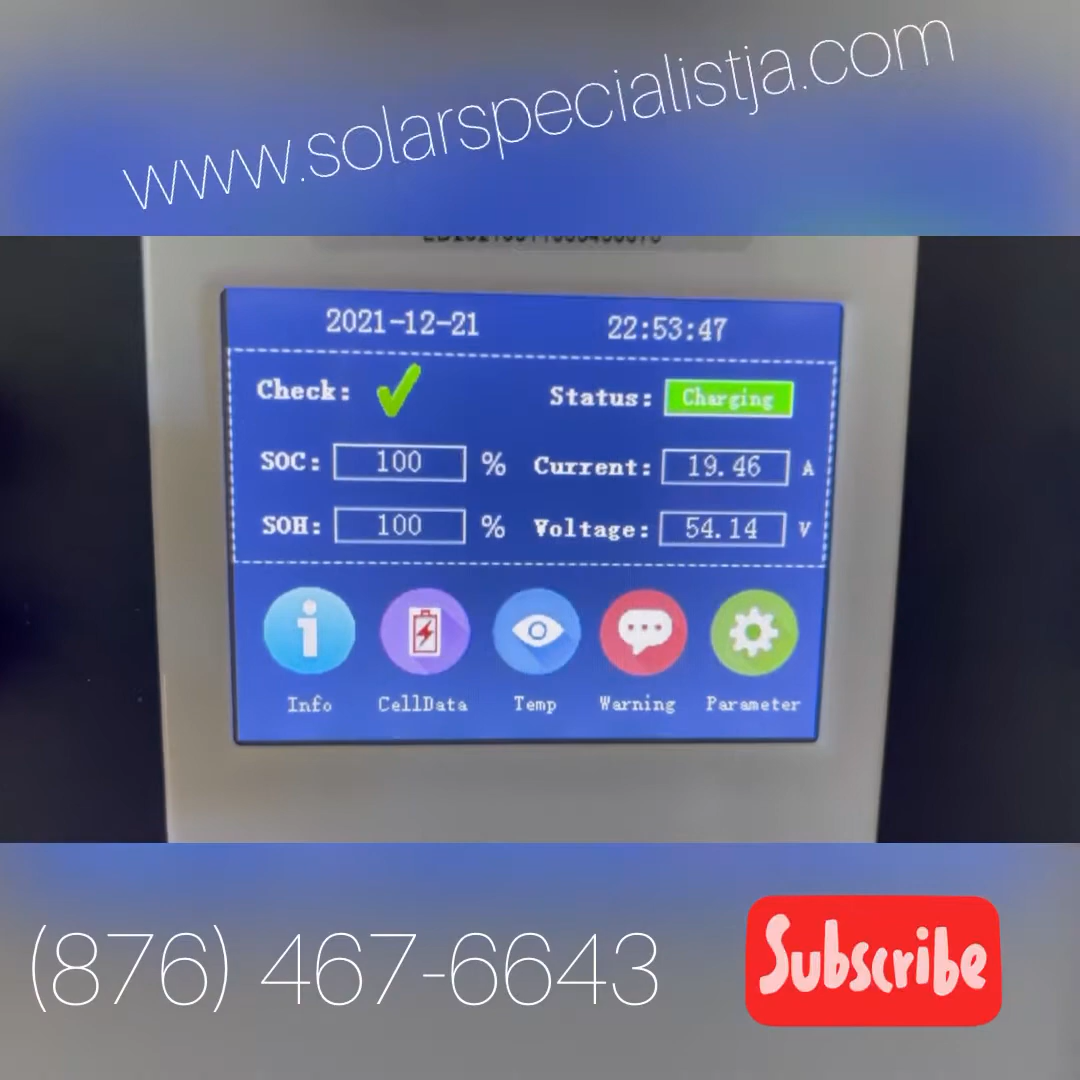 www.solarspecialistja.com
2021-12-21 22:53:47
Check: Status: Charging
SOC: 100 % Current: 19.46 A
SOH: 100 % Voltage: 54.14 V
Info CellData Temp Warning Parameter
(876) 467-6643 Subscribe